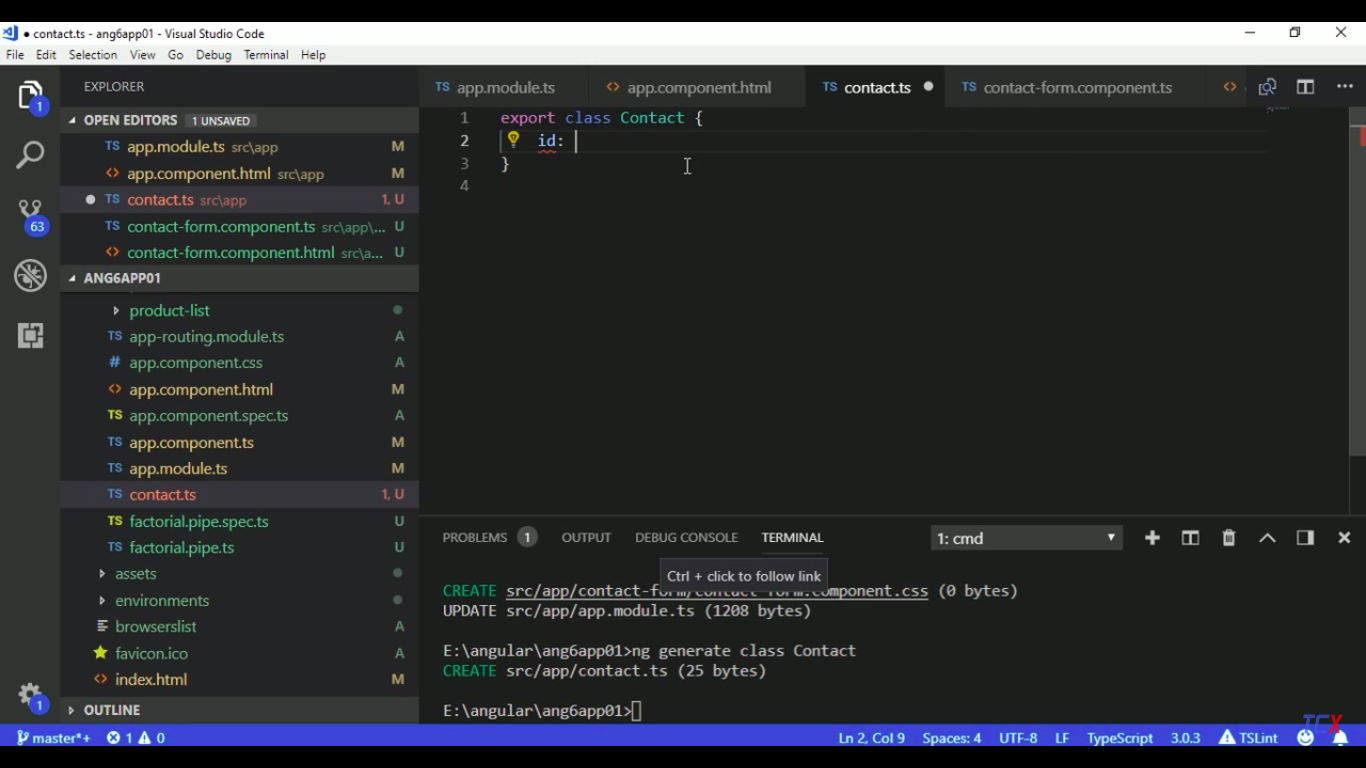 ● contact.ts - ang6app01 - Visual Studio Code
File Edit Selection View Go Debug Terminal Help
EXPLORER
OPEN EDITORS 1 UNSAVED
TS app.module.ts src\app M
<> app.component.html src\app M
● TS contact.ts src\app 1, U
TS contact-form.component.ts src\app\... U
<> contact-form.component.html src\a... U
ANG6APP01
product-list
TS app-routing.module.ts A
# app.component.css A
<> app.component.html M
TS app.component.spec.ts A
TS app.component.ts M
TS app.module.ts M
TS contact.ts 1, U
TS factorial.pipe.spec.ts U
TS factorial.pipe.ts U
assets
environments
browserslist A
favicon.ico A
<> index.html M
OUTLINE
1
63
1
TS app.module.ts <> app.component.html TS contact.ts ● TS contact-form.component.ts <>
1 export class Contact {
2 id:
3 }
4
PROBLEMS 1 OUTPUT DEBUG CONSOLE TERMINAL 1: cmd
Ctrl + click to follow link
CREATE src/app/contact-form/contact-form.component.css (0 bytes)
UPDATE src/app/app.module.ts (1208 bytes)
E:\angular\ang6app01>ng generate class Contact
CREATE src/app/contact.ts (25 bytes)
E:\angular\ang6app01>
TCX
master*+ 1 0 Ln 2, Col 9 Spaces: 4 UTF-8 LF TypeScript 3.0.3 TSLint